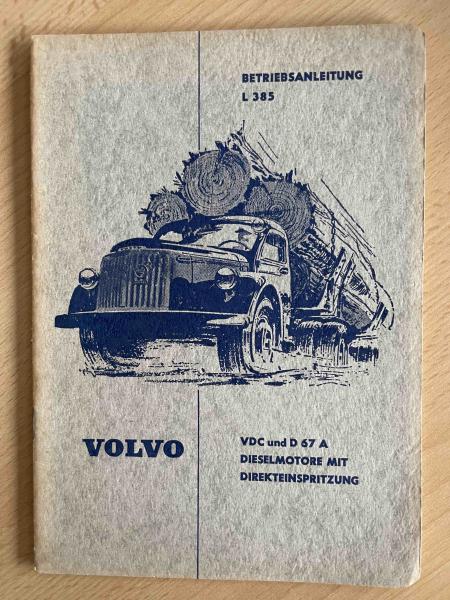 BETRIEBSANLEITUNG
L 385
VOLVO
VDC und D 67 A
DIESELMOTORE MIT
DIREKTEINSPRITZUNG